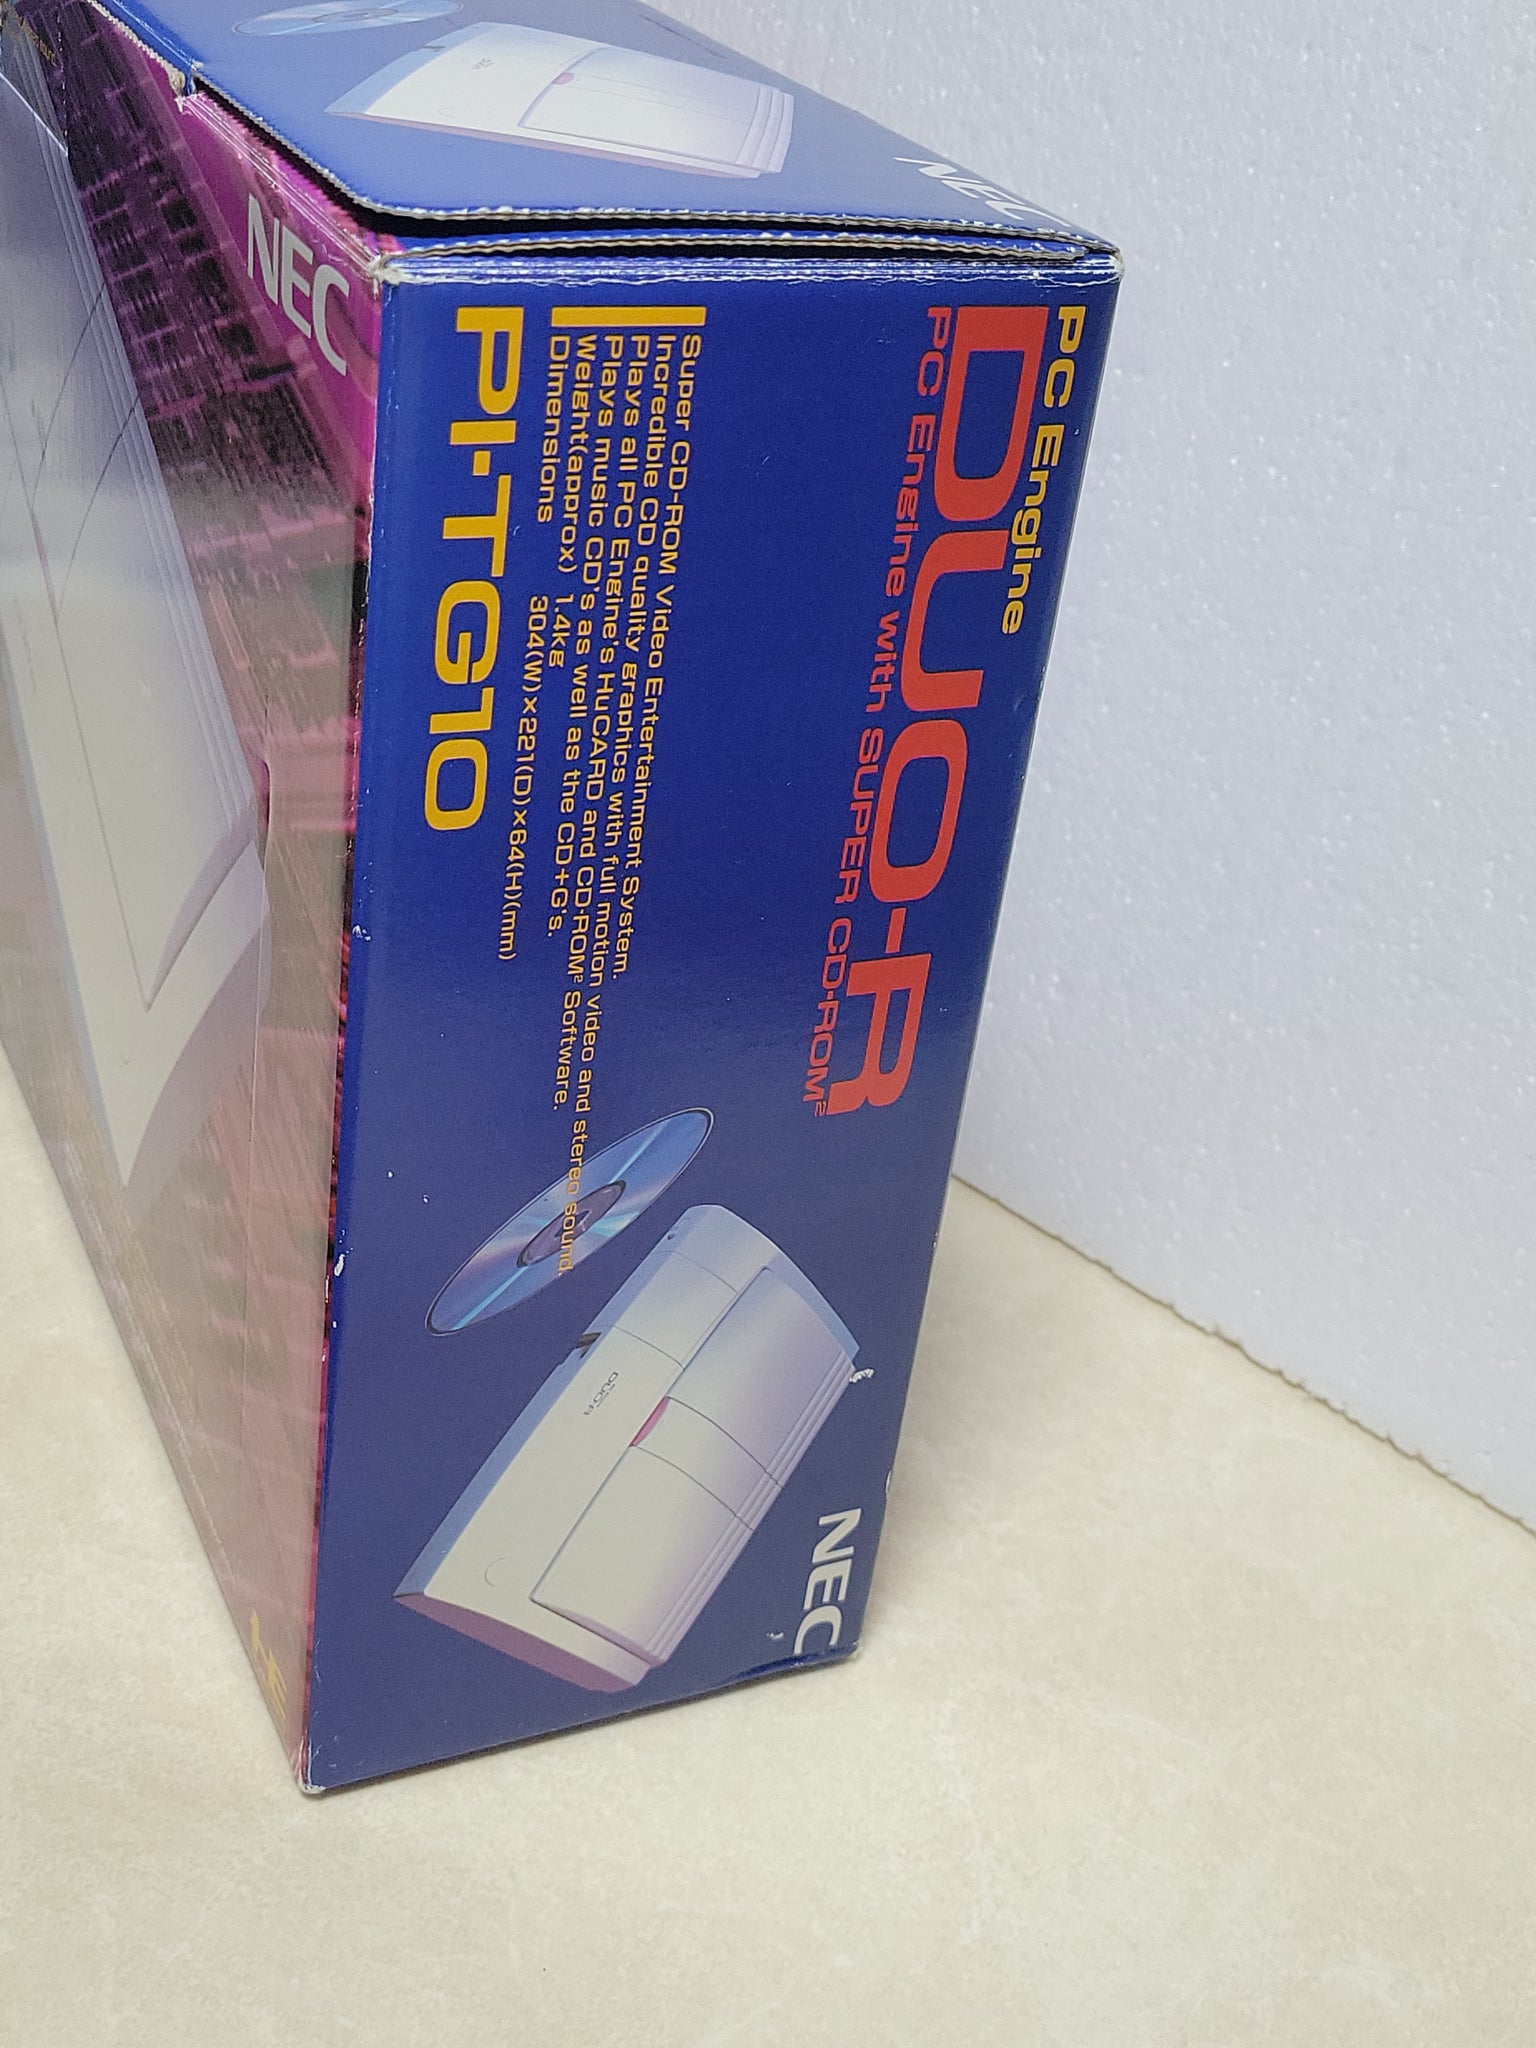 PC Engine
DUO-R
PC Engine with SUPER CD-ROM²
Super CD-ROM Video Entertainment System.
Incredible CD quality graphics with full motion video and stereo sound.
Plays all PC Engine's HuCARD and CD-ROM² Software.
Plays music CD's as well as the CD+G's.
Weight(approx) 1.4kg
Dimensions 304(W)×221(D)×64(H)(mm)
PI-TG10
DUO-R
NEC
NEC
NEC